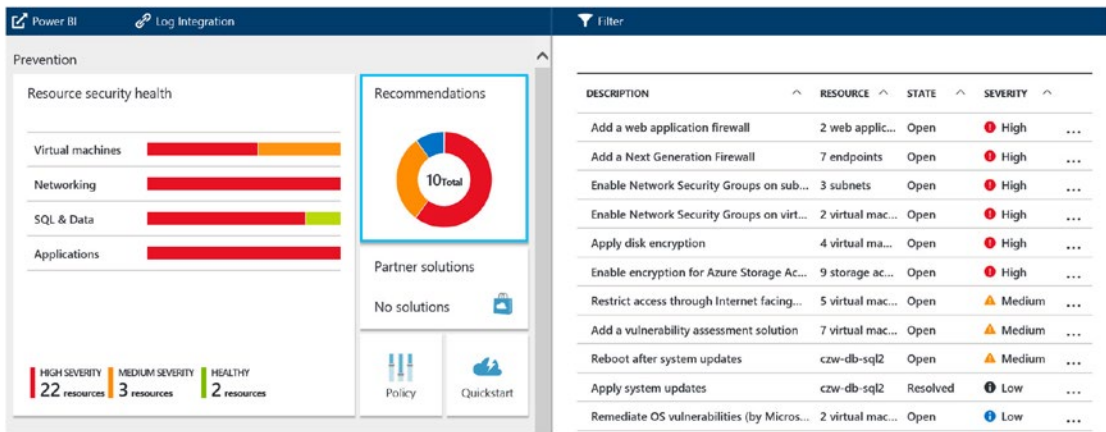 Power BI Log Integration
Prevention
Resource security health
Virtual machines
Networking
SQL & Data
Applications
HIGH SEVERITY MEDIUM SEVERITY HEALTHY
22 resources 3 resources 2 resources
Recommendations
10Total
Partner solutions
No solutions
Policy Quickstart
Filter
DESCRIPTION RESOURCE STATE SEVERITY
Add a web application firewall 2 web applic... Open High ...
Add a Next Generation Firewall 7 endpoints Open High ...
Enable Network Security Groups on sub... 3 subnets Open High ...
Enable Network Security Groups on virt... 2 virtual mac... Open High ...
Apply disk encryption 4 virtual ma... Open High ...
Enable encryption for Azure Storage Ac... 9 storage ac... Open High ...
Restrict access through Internet facing... 5 virtual mac... Open Medium ...
Add a vulnerability assessment solution 7 virtual mac... Open Medium ...
Reboot after system updates czw-db-sql2 Open Medium ...
Apply system updates czw-db-sql2 Resolved Low ...
Remediate OS vulnerabilities (by Micros... 2 virtual mac... Open Low ...